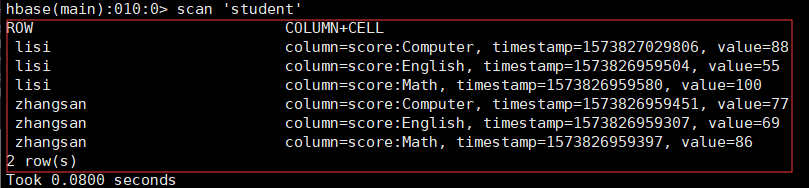 hbase(main):010:0> scan 'student'
ROW COLUMN+CELL
lisi column=score:Computer, timestamp=1573827029806, value=88
lisi column=score:English, timestamp=1573826959504, value=55
lisi column=score:Math, timestamp=1573826959580, value=100
zhangsan column=score:Computer, timestamp=1573826959451, value=77
zhangsan column=score:English, timestamp=1573826959307, value=69
zhangsan column=score:Math, timestamp=1573826959397, value=86
2 row(s)
Took 0.0800 seconds